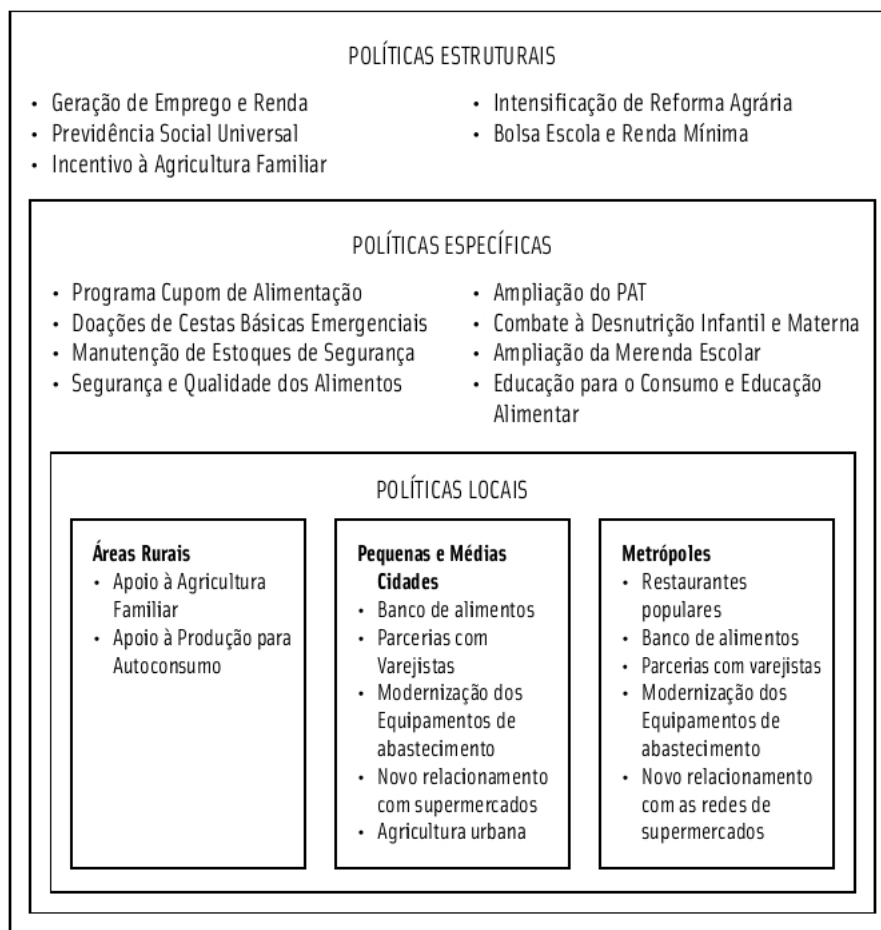 POLÍTICAS ESTRUTURAIS
• Geração de Emprego e Renda
• Previdência Social Universal
• Incentivo à Agricultura Familiar
• Intensificação de Reforma Agrária
• Bolsa Escola e Renda Mínima
POLÍTICAS ESPECÍFICAS
• Programa Cupom de Alimentação
• Doações de Cestas Básicas Emergenciais
• Manutenção de Estoques de Segurança
• Segurança e Qualidade dos Alimentos
• Ampliação do PAT
• Combate à Desnutrição Infantil e Materna
• Ampliação da Merenda Escolar
• Educação para o Consumo e Educação
Alimentar
POLÍTICAS LOCAIS
Áreas Rurais
• Apoio à Agricultura
Familiar
• Apoio à Produção para
Autoconsumo
Pequenas e Médias
Cidades
• Banco de alimentos
• Parcerias com
Varejistas
• Modernização dos
Equipamentos de
abastecimento
• Novo relacionamento
com supermercados
• Agricultura urbana
Metrópoles
• Restaurantes
populares
• Banco de alimentos
• Parcerias com varejistas
• Modernização dos
Equipamentos de
abastecimento
• Novo relacionamento
com as redes de
supermercados